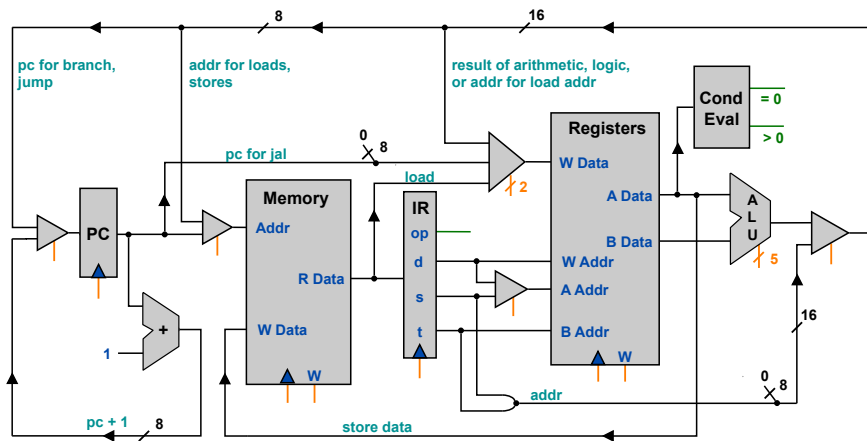 8
16
pc for branch,
jump
addr for loads,
stores
result of arithmetic, logic,
or addr for load addr
Cond
Eval
= 0
> 0
Registers
0
8
pc for jal
W Data
load
2
Memory
IR
A Data
A
L
U
PC
Addr
op
B Data
R Data
d
W Addr
5
s
A Addr
W Data
t
B Addr
+
1
16
W
W
0
8
addr
pc + 1
8
store data